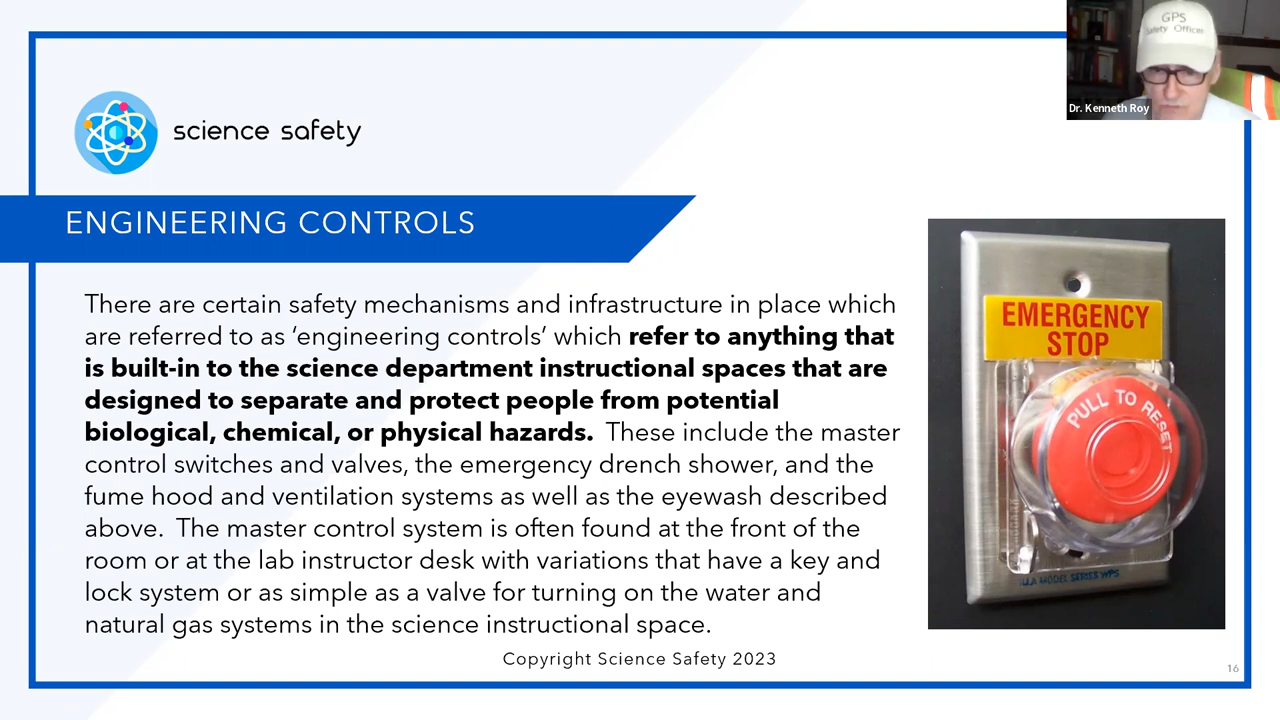 GPS
Safety Officer
Dr. Kenneth Roy
science safety
ENGINEERING CONTROLS
There are certain safety mechanisms and infrastructure in place which
are referred to as ‘engineering controls’ which refer to anything that
is built-in to the science department instructional spaces that are
designed to separate and protect people from potential
biological, chemical, or physical hazards.  These include the master
control switches and valves, the emergency drench shower, and the
fume hood and ventilation systems as well as the eyewash described
above.  The master control system is often found at the front of the
room or at the lab instructor desk with variations that have a key and
lock system or as simple as a valve for turning on the water and
natural gas systems in the science instructional space.
EMERGENCY
STOP
PULL TO RESET
MODEL SERIES WPS
Copyright Science Safety 2023
16